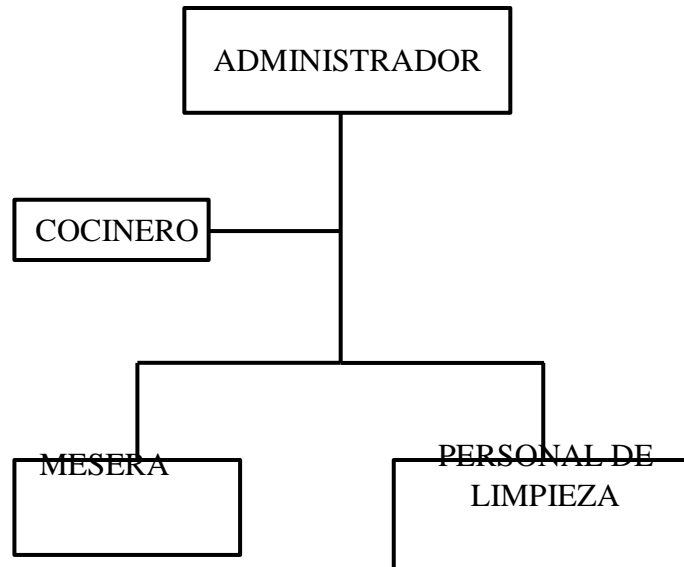 ADMINISTRADOR
COCINERO
MESERA
PERSONAL DE
LIMPIEZA